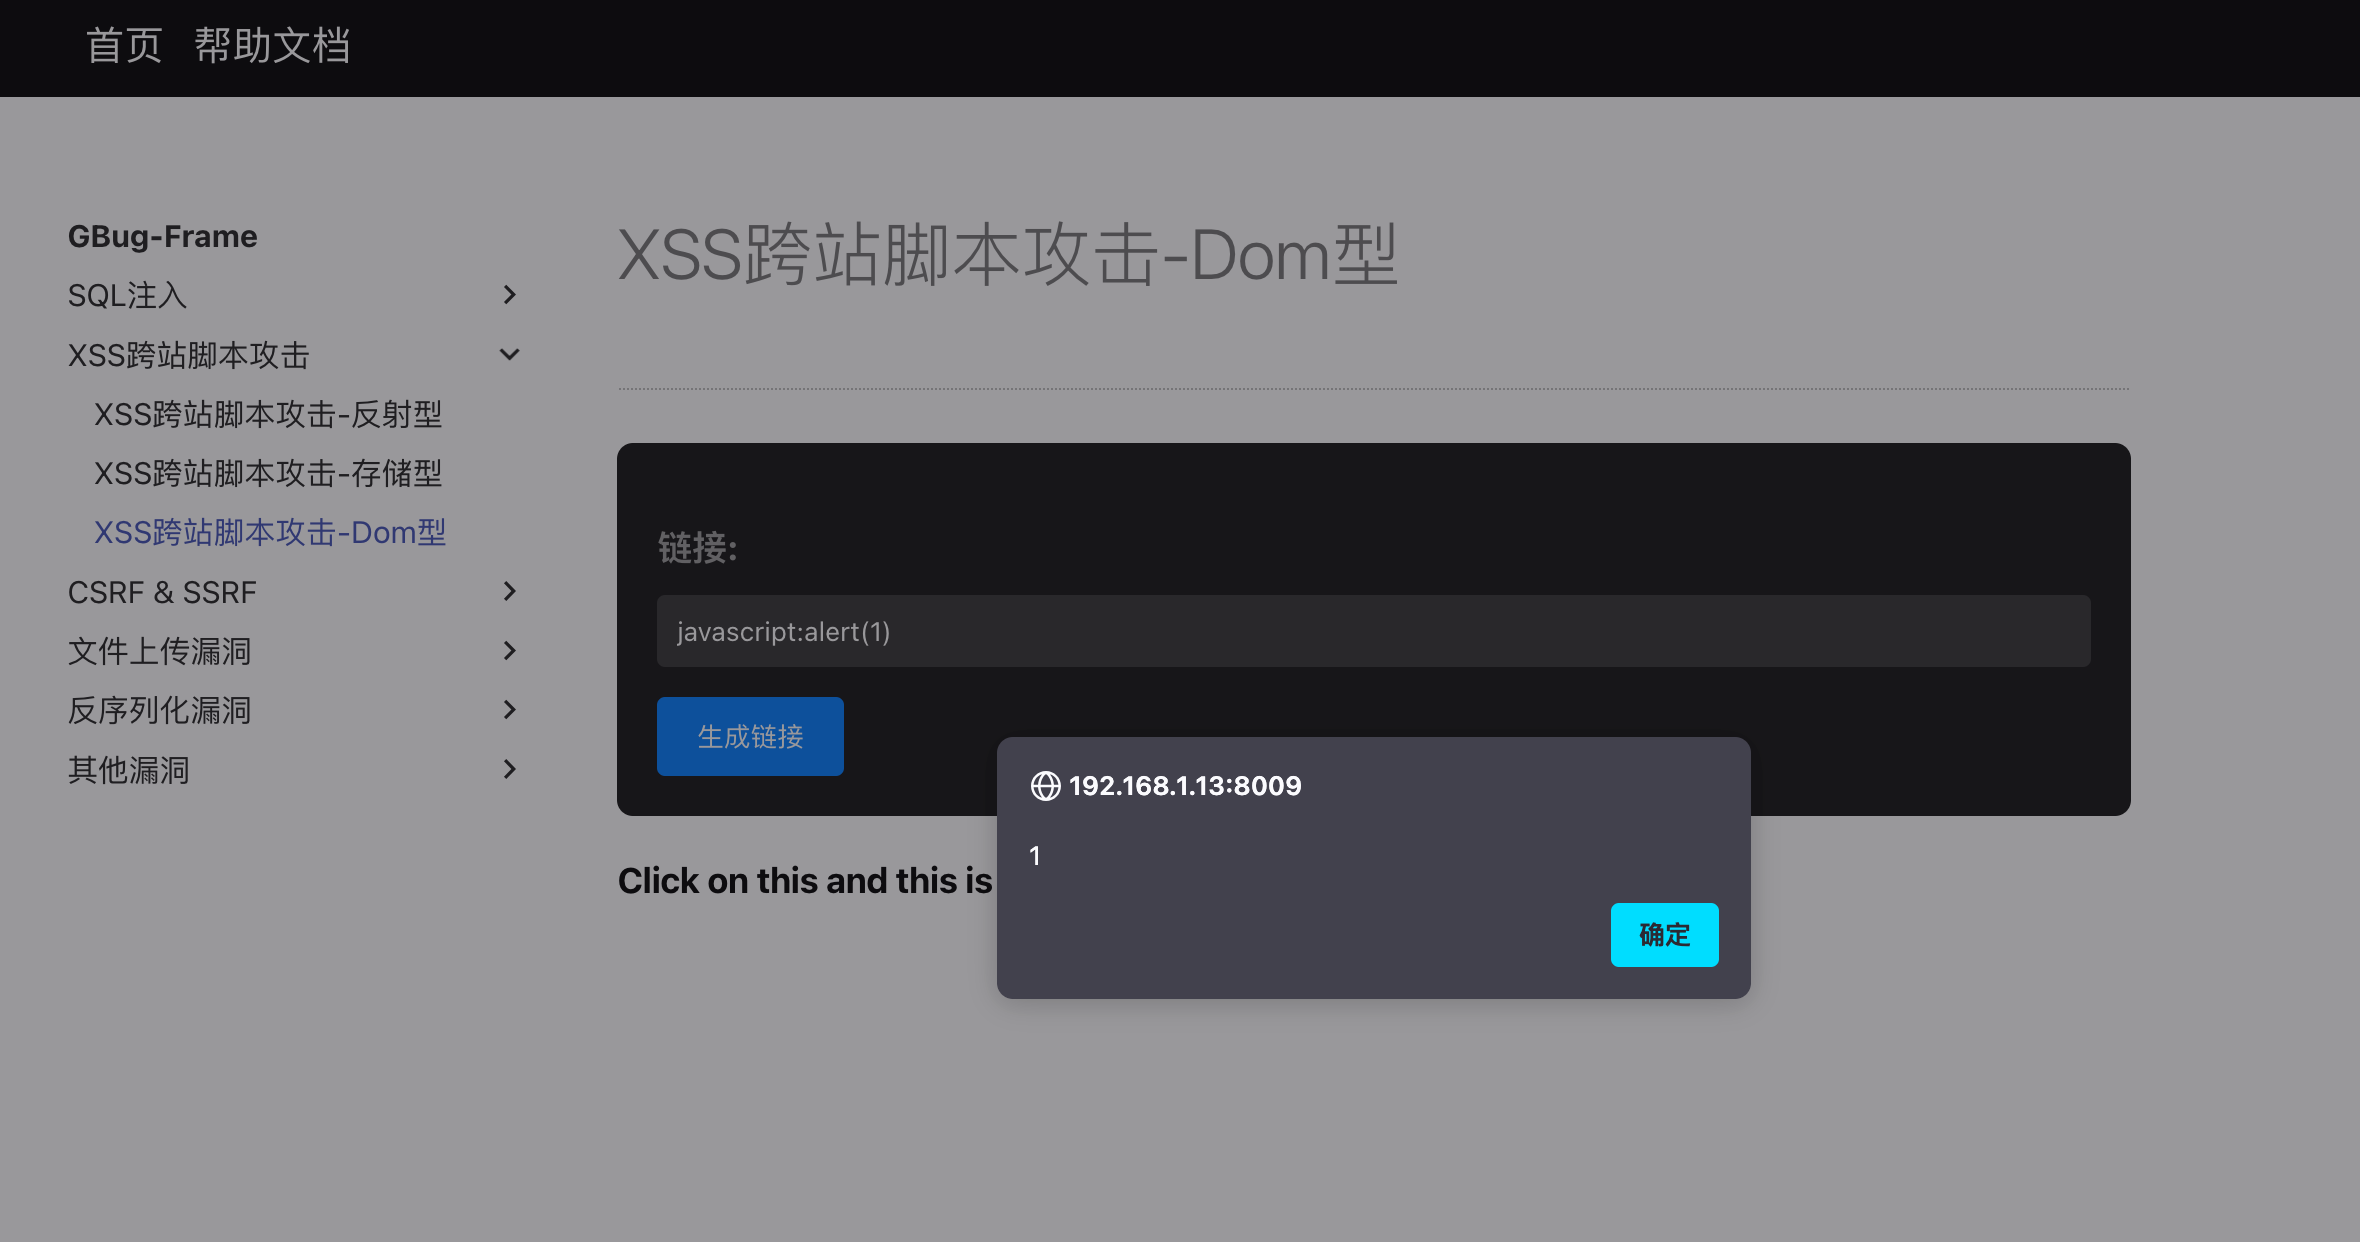 首页 帮助文档
GBug-Frame
SQL注入
XSS跨站脚本攻击
XSS跨站脚本攻击-反射型
XSS跨站脚本攻击-存储型
XSS跨站脚本攻击-Dom型
CSRF & SSRF
文件上传漏洞
反序列化漏洞
其他漏洞
XSS跨站脚本攻击-Dom型
链接:
javascript:alert(1)
生成链接
Click on this and this is
192.168.1.13:8009
1
确定